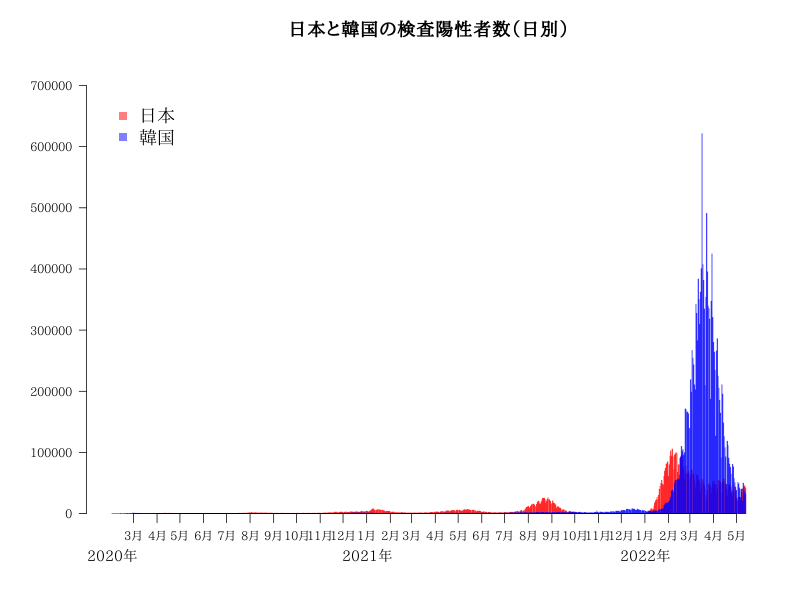 日本と韓国の検査陽性者数(日別)
700000
600000
500000
400000
300000
200000
100000
0
日本
韓国
3月 4月 5月 6月 7月 8月 9月 10月 11月 12月 1月 2月 3月 4月 5月 6月 7月 8月 9月 10月 11月 12月 1月 2月 3月 4月 5月
2020年 2021年 2022年